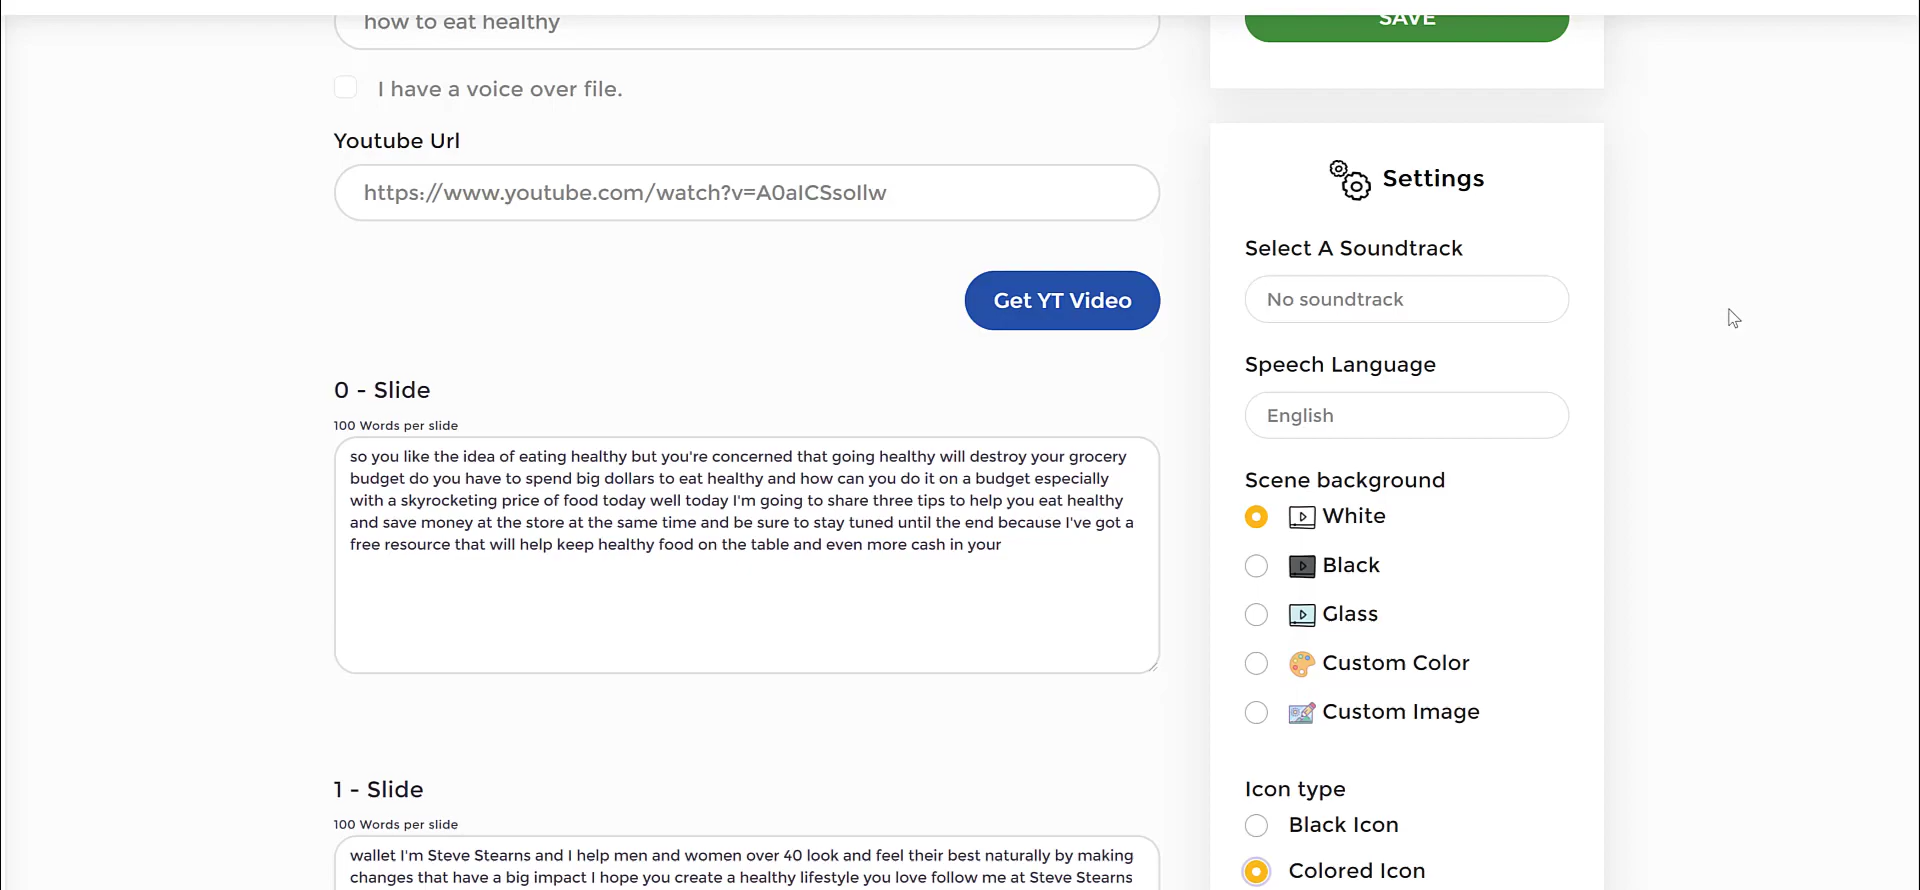 how to eat healthy
I have a voice over file.
Youtube Url
https://www.youtube.com/watch?v=A0aICSsoIlw
Get YT Video
0 - Slide
100 Words per slide
so you like the idea of eating healthy but you're concerned that going healthy will destroy your grocery
budget do you have to spend big dollars to eat healthy and how can you do it on a budget especially
with a skyrocketing price of food today well today I'm going to share three tips to help you eat healthy
and save money at the store at the same time and be sure to stay tuned until the end because I've got a
free resource that will help keep healthy food on the table and even more cash in your
1 - Slide
100 Words per slide
wallet I'm Steve Stearns and I help men and women over 40 look and feel their best naturally by making
changes that have a big impact I hope you create a healthy lifestyle you love follow me at Steve Stearns
SAVE
Settings
Select A Soundtrack
No soundtrack
Speech Language
English
Scene background
White
Black
Glass
Custom Color
Custom Image
Icon type
Black Icon
Colored Icon